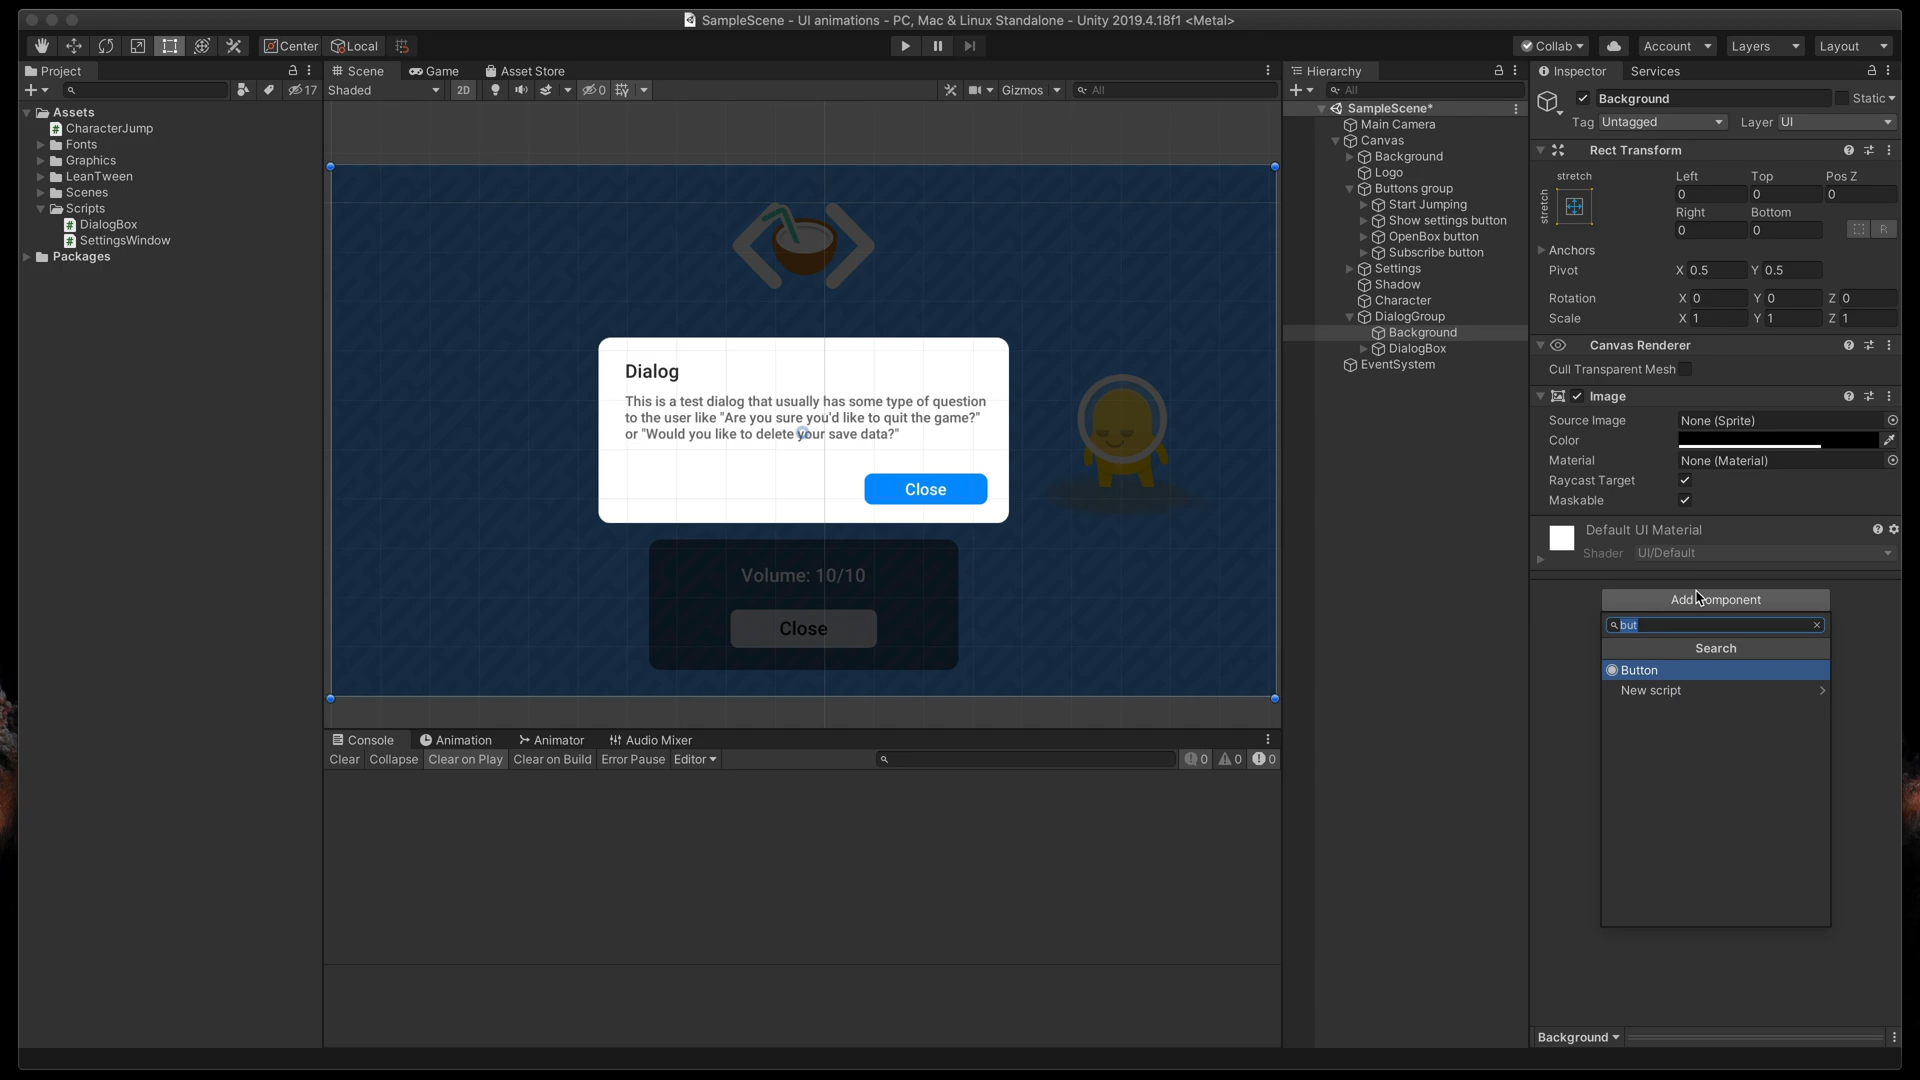 SampleScene - UI animations - PC, Mac & Linux Standalone - Unity 2019.4.18f1 <Metal>
Center
Local
Collab
Account
Layers
Layout
Project
17
Assets
CharacterJump
Fonts
Graphics
LeanTween
Scenes
Scripts
DialogBox
SettingsWindow
Packages
Scene
Game
Asset Store
Shaded
2D
0
Gizmos
All
Dialog
This is a test dialog that usually has some type of question
to the user like "Are you sure you'd like to quit the game?"
or "Would you like to delete your save data?"
Close
Volume: 10/10
Close
Console
Animation
Animator
Audio Mixer
Clear
Collapse
Clear on Play
Clear on Build
Error Pause
Editor
0
0
0
Hierarchy
All
SampleScene*
Main Camera
Canvas
Background
Logo
Buttons group
Start Jumping
Show settings button
OpenBox button
Subscribe button
Settings
Shadow
Character
DialogGroup
Background
DialogBox
EventSystem
Inspector
Services
Background
Static
Tag Untagged
Layer UI
Rect Transform
stretch
stretch
Left Top Pos Z
0 0 0
Right Bottom
0 0
R
Anchors
Pivot X 0.5 Y 0.5
Rotation X 0 Y 0 Z 0
Scale X 1 Y 1 Z 1
Canvas Renderer
Cull Transparent Mesh
Image
Source Image None (Sprite)
Color
Material None (Material)
Raycast Target
Maskable
Default UI Material
Shader UI/Default
Add Component
but
Search
Button
New script
Background